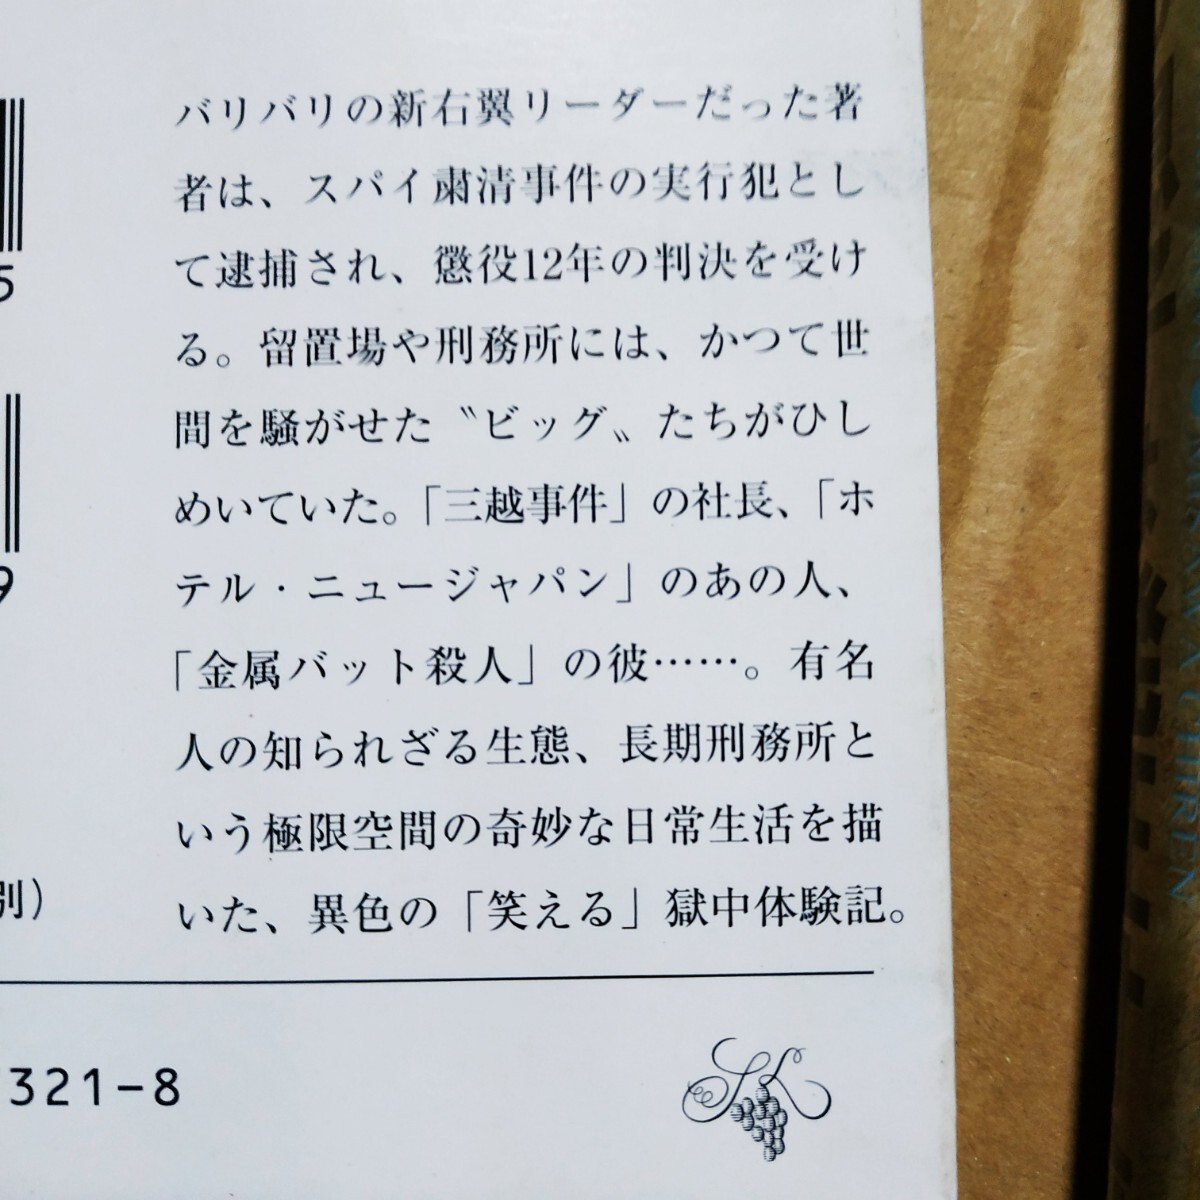 バリバリの新右翼リーダーだった著
者は、スパイ粛清事件の実行犯とし
て逮捕され、懲役12年の判決を受け
る。留置場や刑務所には、かつて世
間を騒がせた〝ビッグ〟たちがひし
めいていた。「三越事件」の社長、「ホ
テル・ニュージャパン」のあの人、
「金属バット殺人」の彼……。有名
人の知られざる生態、長期刑務所と
いう極限空間の奇妙な日常生活を描
いた、異色の「笑える」獄中体験記。
5
9
別)
321-8
CHIREN